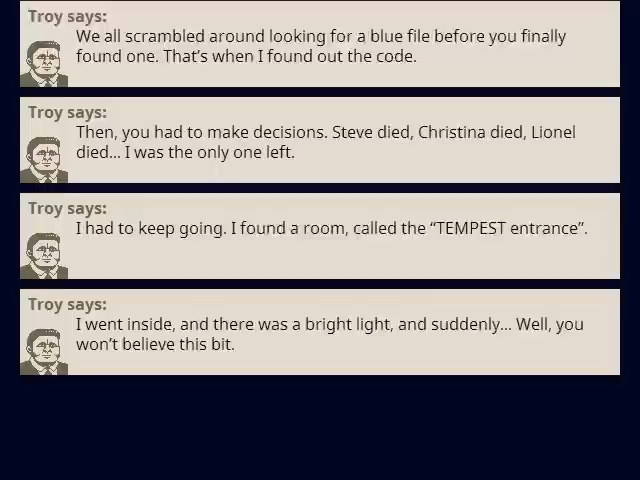 Troy says:
We all scrambled around looking for a blue file before you finally
found one. That’s when I found out the code.
Troy says:
Then, you had to make decisions. Steve died, Christina died, Lionel
died... I was the only one left.
Troy says:
I had to keep going. I found a room, called the “TEMPEST entrance”.
Troy says:
I went inside, and there was a bright light, and suddenly... Well, you
won’t believe this bit.